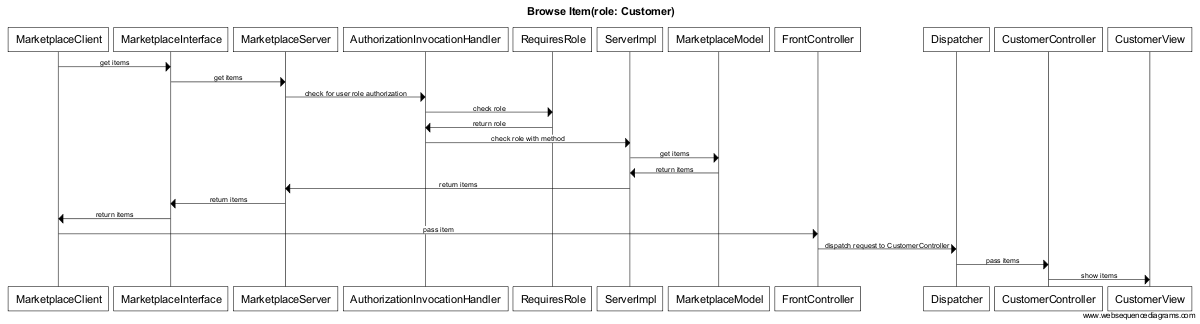 Browse Item(role: Customer)
MarketplaceClient MarketplaceInterface MarketplaceServer AuthorizationInvocationHandler RequiresRole ServerImpl MarketplaceModel FrontController Dispatcher CustomerController CustomerView
get items
get items
check for user role authorization
check role
return role
check role with method
get items
return items
return items
return items
return items
pass item
dispatch request to CustomerController
pass items
show items
MarketplaceClient MarketplaceInterface MarketplaceServer AuthorizationInvocationHandler RequiresRole ServerImpl MarketplaceModel FrontController Dispatcher CustomerController CustomerView
www.websequencediagrams.com